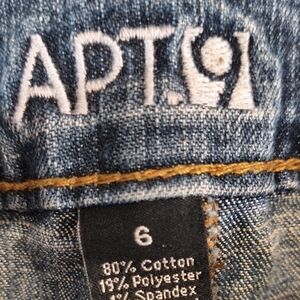 APT.9
6
80% Cotton
19% Polyester
1% Spandex